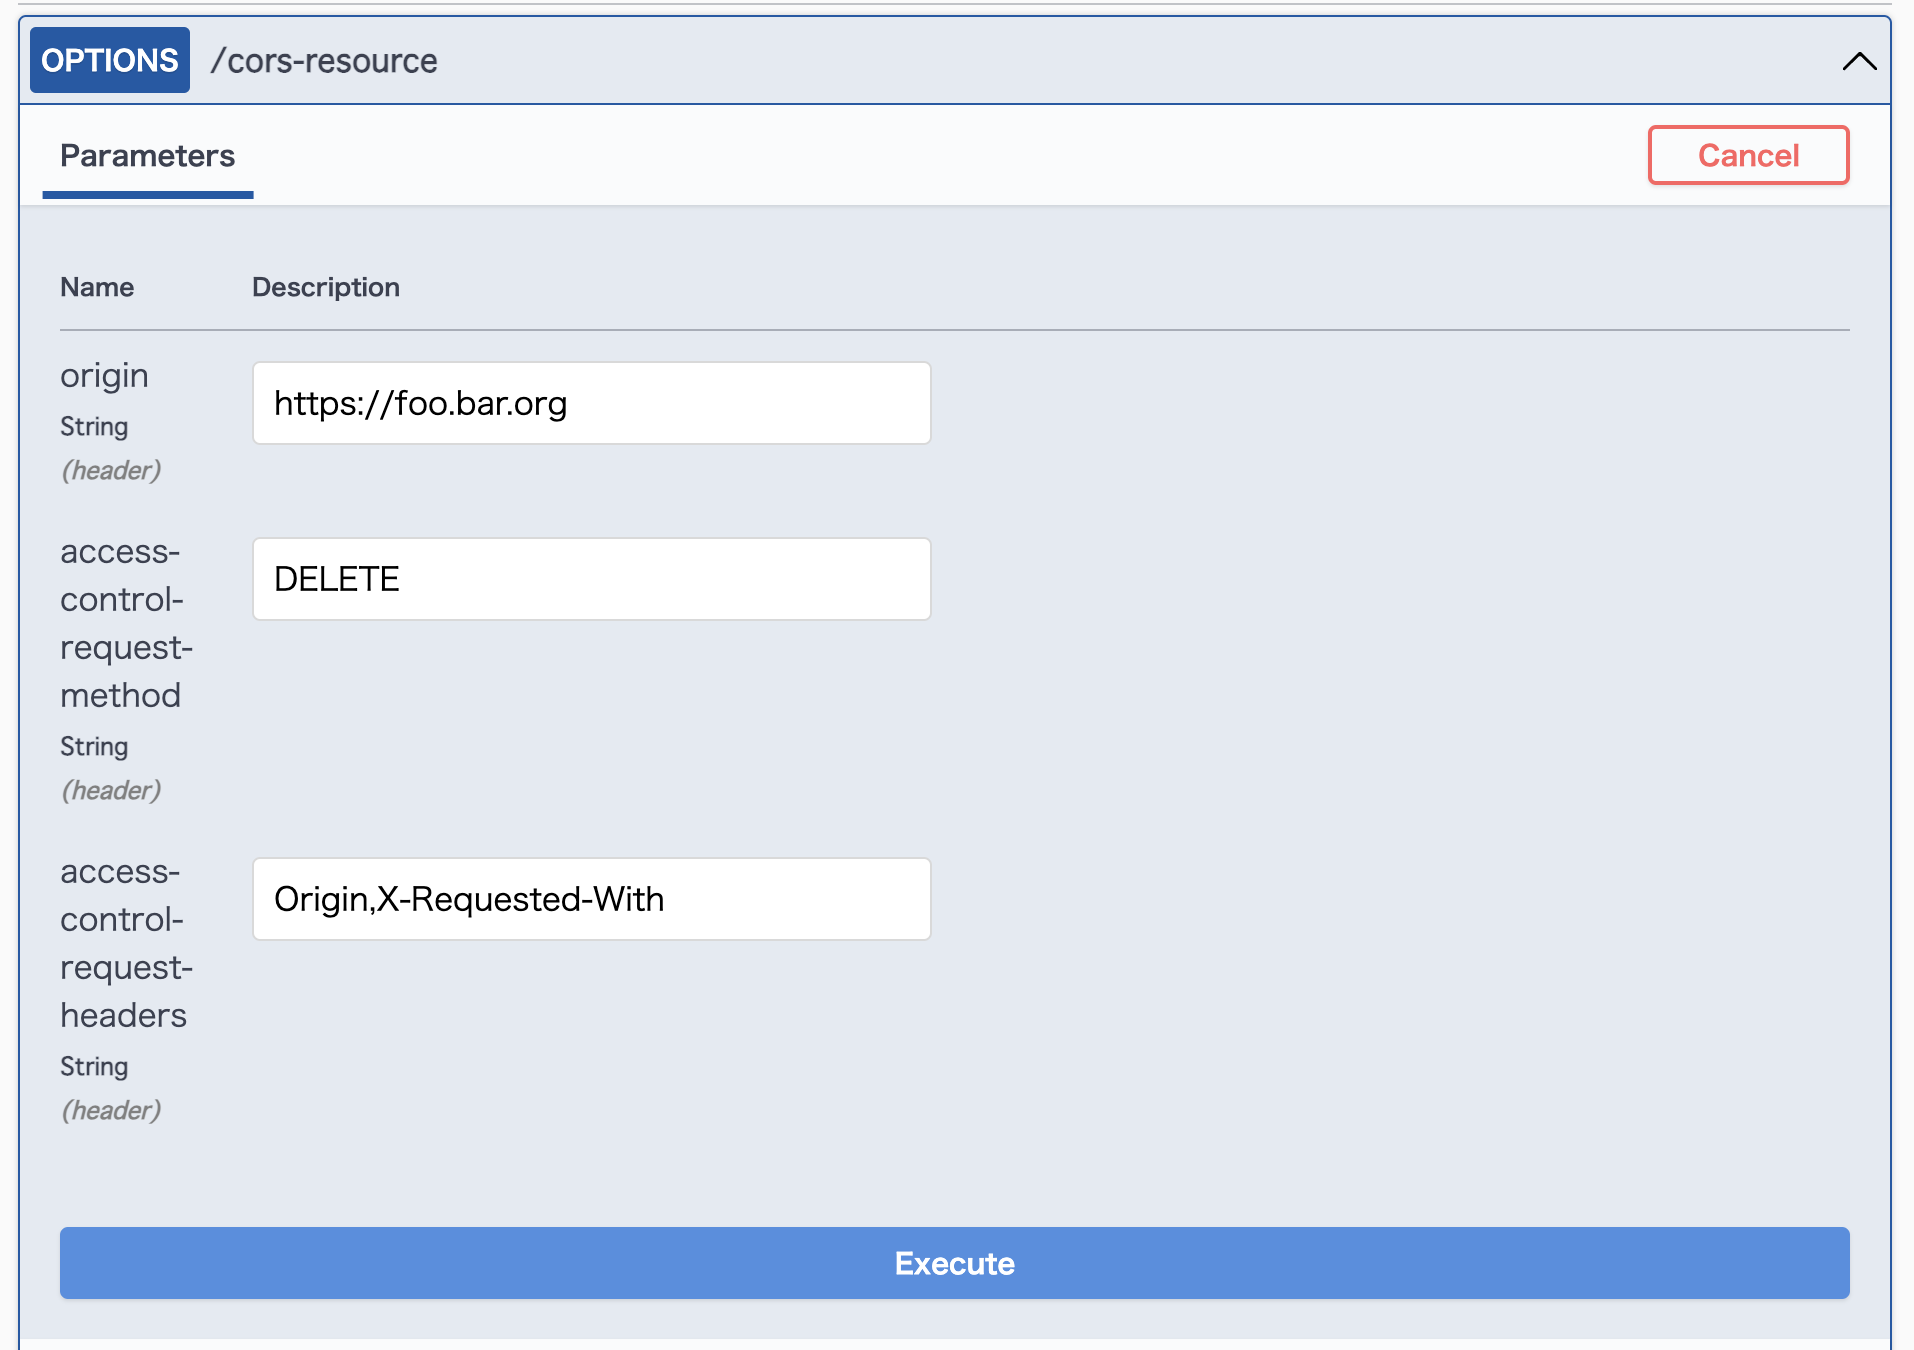 OPTIONS /cors-resource
Parameters
Cancel
Name Description
origin
String
(header)
https://foo.bar.org
access-
control-
request-
method
String
(header)
DELETE
access-
control-
request-
headers
String
(header)
Origin,X-Requested-With
Execute